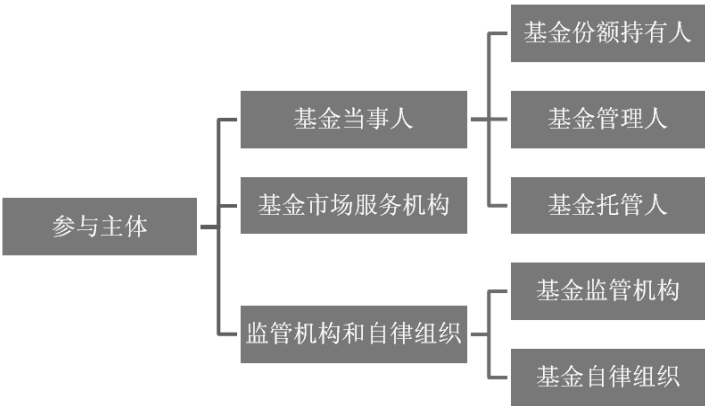 参与主体
基金当事人
基金份额持有人
基金管理人
基金托管人
基金市场服务机构
监管机构和自律组织
基金监管机构
基金自律组织